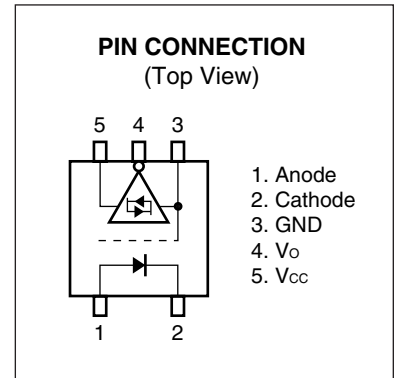 PIN CONNECTION
(Top View)
5 4 3
1. Anode
2. Cathode
3. GND
4. Vo
5. Vcc
1 2